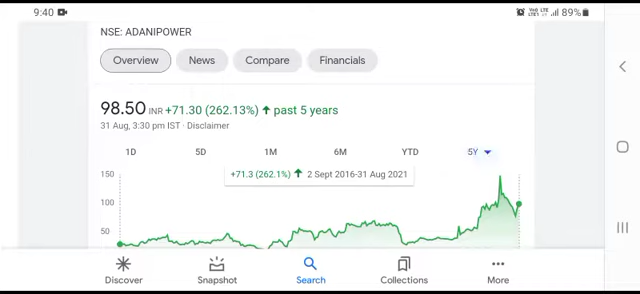 9:40 89%
NSE: ADANIPOWER
Overview News Compare Financials
98.50 INR +71.30 (262.13%) ↑ past 5 years
31 Aug, 3:30 pm IST · Disclaimer
1D 5D 1M 6M YTD 5Y
+71.3 (262.1%) ↑ 2 Sept 2016-31 Aug 2021
150
100
50
Discover Snapshot Search Collections More